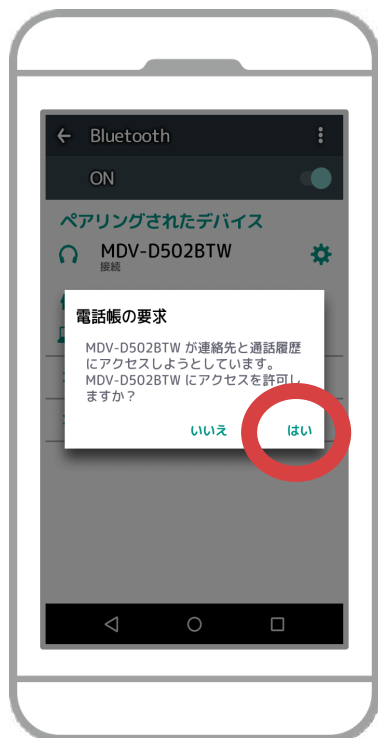 Bluetooth
ON
ペアリングされたデバイス
MDV-D502BTW
接続
電話帳の要求
MDV-D502BTW が連絡先と通話履歴
にアクセスしようとしています。
MDV-D502BTW にアクセスを許可し
ますか？
いいえ はい